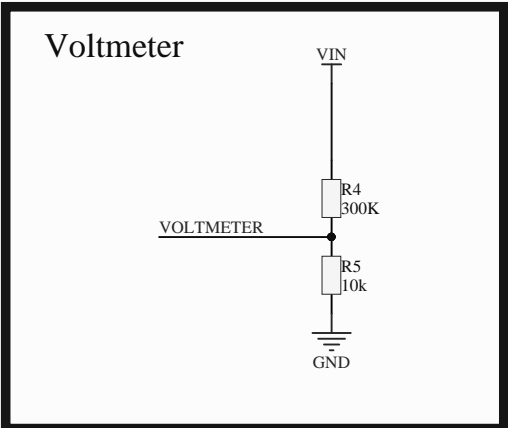 Voltmeter
VIN
R4
300K
VOLTMETER
R5
10k
GND